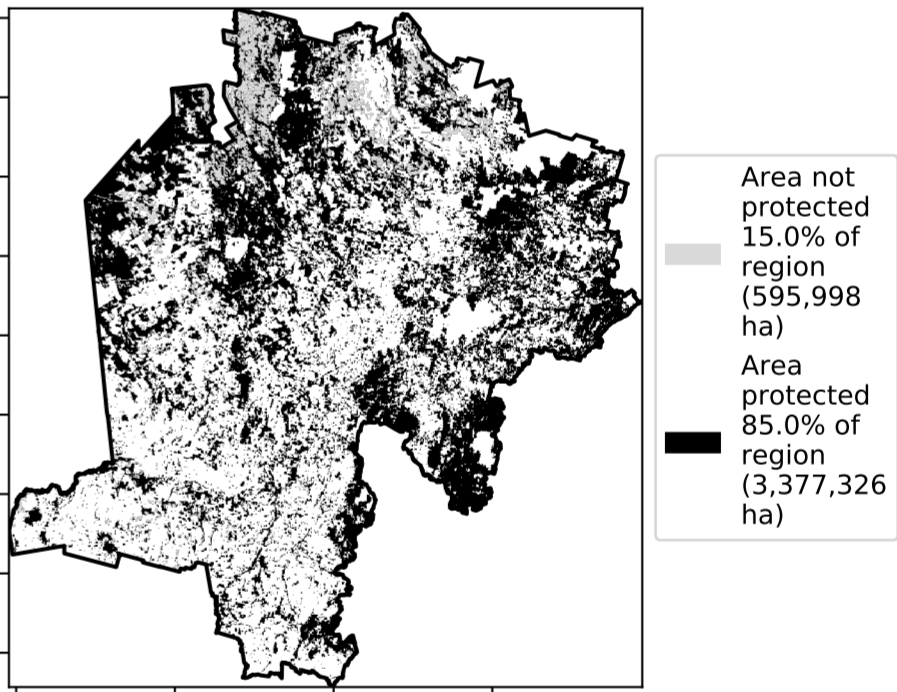 Area not
protected
15.0% of
region
(595,998
ha)
Area
protected
85.0% of
region
(3,377,326
ha)